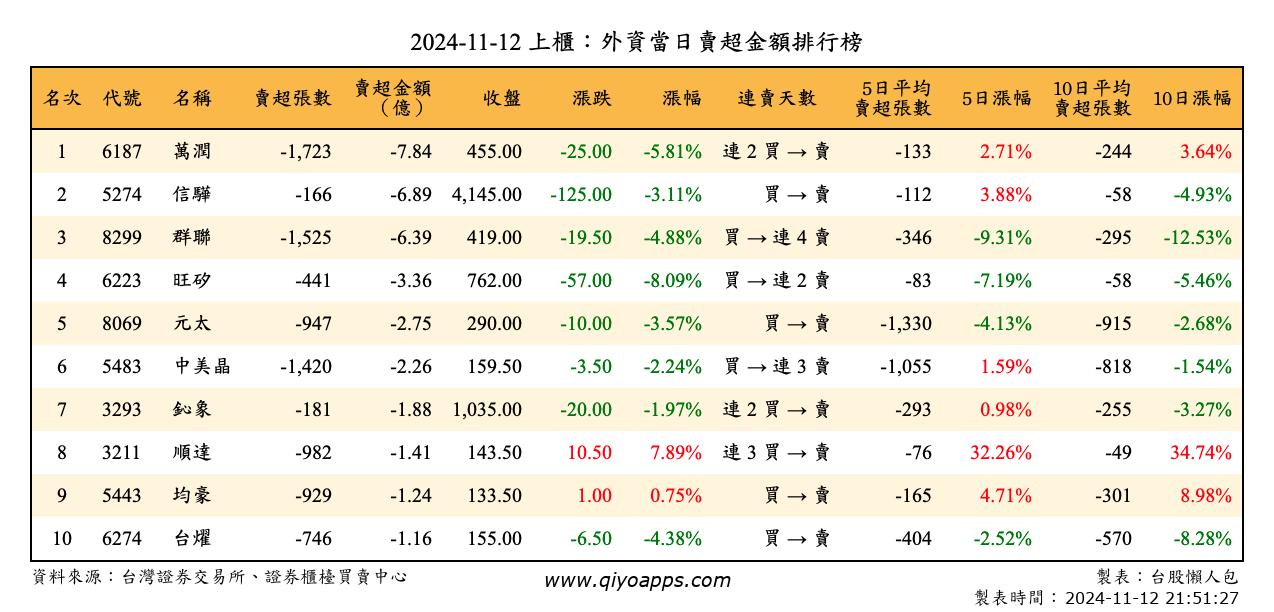 2024-11-12 上櫃：外資當日賣超金額排行榜
名次 代號 名稱 賣超張數 賣超金額（億） 收盤 漲跌 漲幅 連賣天數 5日平均賣超張數 5日漲幅 10日平均賣超張數 10日漲幅
1 6187 萬潤 -1,723 -7.84 455.00 -25.00 -5.81% 連 2 買 → 賣 -133 2.71% -244 3.64%
2 5274 信驊 -166 -6.89 4,145.00 -125.00 -3.11% 買 → 賣 -112 3.88% -58 -4.93%
3 8299 群聯 -1,525 -6.39 419.00 -19.50 -4.88% 買 → 連 4 賣 -346 -9.31% -295 -12.53%
4 6223 旺矽 -441 -3.36 762.00 -57.00 -8.09% 買 → 連 2 賣 -83 -7.19% -58 -5.46%
5 8069 元太 -947 -2.75 290.00 -10.00 -3.57% 買 → 賣 -1,330 -4.13% -915 -2.68%
6 5483 中美晶 -1,420 -2.26 159.50 -3.50 -2.24% 買 → 連 3 賣 -1,055 1.59% -818 -1.54%
7 3293 鈊象 -181 -1.88 1,035.00 -20.00 -1.97% 連 2 買 → 賣 -293 0.98% -255 -3.27%
8 3211 順達 -982 -1.41 143.50 10.50 7.89% 連 3 買 → 賣 -76 32.26% -49 34.74%
9 5443 均豪 -929 -1.24 133.50 1.00 0.75% 買 → 賣 -165 4.71% -301 8.98%
10 6274 台燿 -746 -1.16 155.00 -6.50 -4.38% 買 → 賣 -404 -2.52% -570 -8.28%
資料來源：台灣證券交易所、證券櫃檯買賣中心 www.qiyoapps.com 製表：台股懶人包
製表時間：2024-11-12 21:51:27